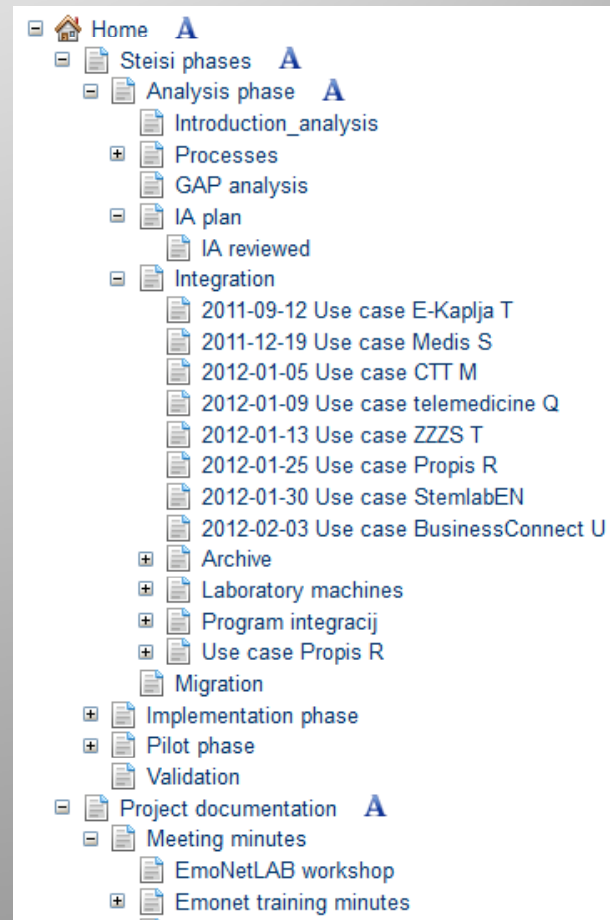 Home A
Steisi phases A
Analysis phase A
Introduction_analysis
Processes
GAP analysis
IA plan
IA reviewed
Integration
2011-09-12 Use case E-Kaplja T
2011-12-19 Use case Medis S
2012-01-05 Use case CTT M
2012-01-09 Use case telemedicine Q
2012-01-13 Use case ZZZS T
2012-01-25 Use case Propis R
2012-01-30 Use case StemlabEN
2012-02-03 Use case BusinessConnect U
Archive
Laboratory machines
Program integracij
Use case Propis R
Migration
Implementation phase
Pilot phase
Validation
Project documentation A
Meeting minutes
EmoNetLAB workshop
Emonet training minutes